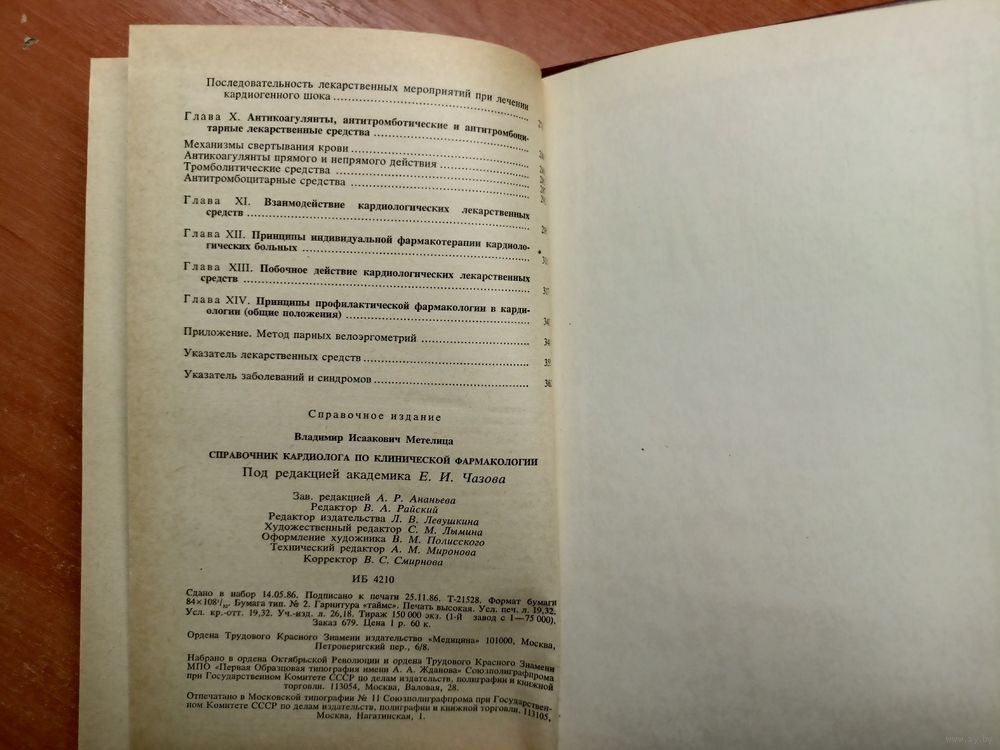 Последовательность лекарственных мероприятий при лечении
кардиогенного шока
Глава X. Антикоагулянты, антитромботические и антитромбоци-
тарные лекарственные средства
Механизмы свертывания крови
Антикоагулянты прямого и непрямого действия
Тромболитические средства
Антитромбоцитарные средства
Глава XI. Взаимодействие кардиологических лекарственных
средств
Глава XII. Принципы индивидуальной фармакотерапии кардиоло-
гических больных
Глава XIII. Побочное действие кардиологических лекарственных
средств
Глава XIV. Принципы профилактической фармакологии в карди-
ологии (общие положения)
Приложение. Метод парных велоэргометрий
Указатель лекарственных средств
Указатель заболеваний и синдромов
Справочное издание
Владимир Исаакович Метелица
СПРАВОЧНИК КАРДИОЛОГА ПО КЛИНИЧЕСКОЙ ФАРМАКОЛОГИИ
Под редакцией академика Е. И. Чазова
Зав. редакцией А. Р. Ананьева
Редактор В. А. Райский
Редактор издательства Л. В. Левушкина
Художественный редактор С. М. Лымина
Оформление художника В. М. Полисского
Технический редактор А. М. Миронова
Корректор В. С. Смирнова
ИБ 4210
Сдано в набор 14.05.86. Подписано к печати 25.11.86. Т-21528. Формат бумаги
84×108¹/₃₂. Бумага тип. № 2. Гарнитура «таймс». Печать высокая. Усл. печ. л. 19,32.
Усл. кр.-отт. 19,32. Уч.-изд. л. 26,18. Тираж 150 000 экз. (1-й завод с 1—75 000).
Заказ 679. Цена 1 р. 60 к.
Ордена Трудового Красного Знамени издательство «Медицина» 101000, Москва,
Петроверигский пер., 6/8.
Набрано в ордена Октябрьской Революции и ордена Трудового Красного Знамени
МПО «Первая Образцовая типография имени А. А. Жданова» Союзполиграфпрома
при Государственном Комитете СССР по делам издательств, полиграфии и книжной
торговли. 113054, Москва, Валовая, 28.
Отпечатано в Московской типографии № 11 Союзполиграфпрома при Государствен-
ном Комитете СССР по делам издательств, полиграфии и книжной торговли. 113105,
Москва, Нагатинская, 1.
www.ay.by